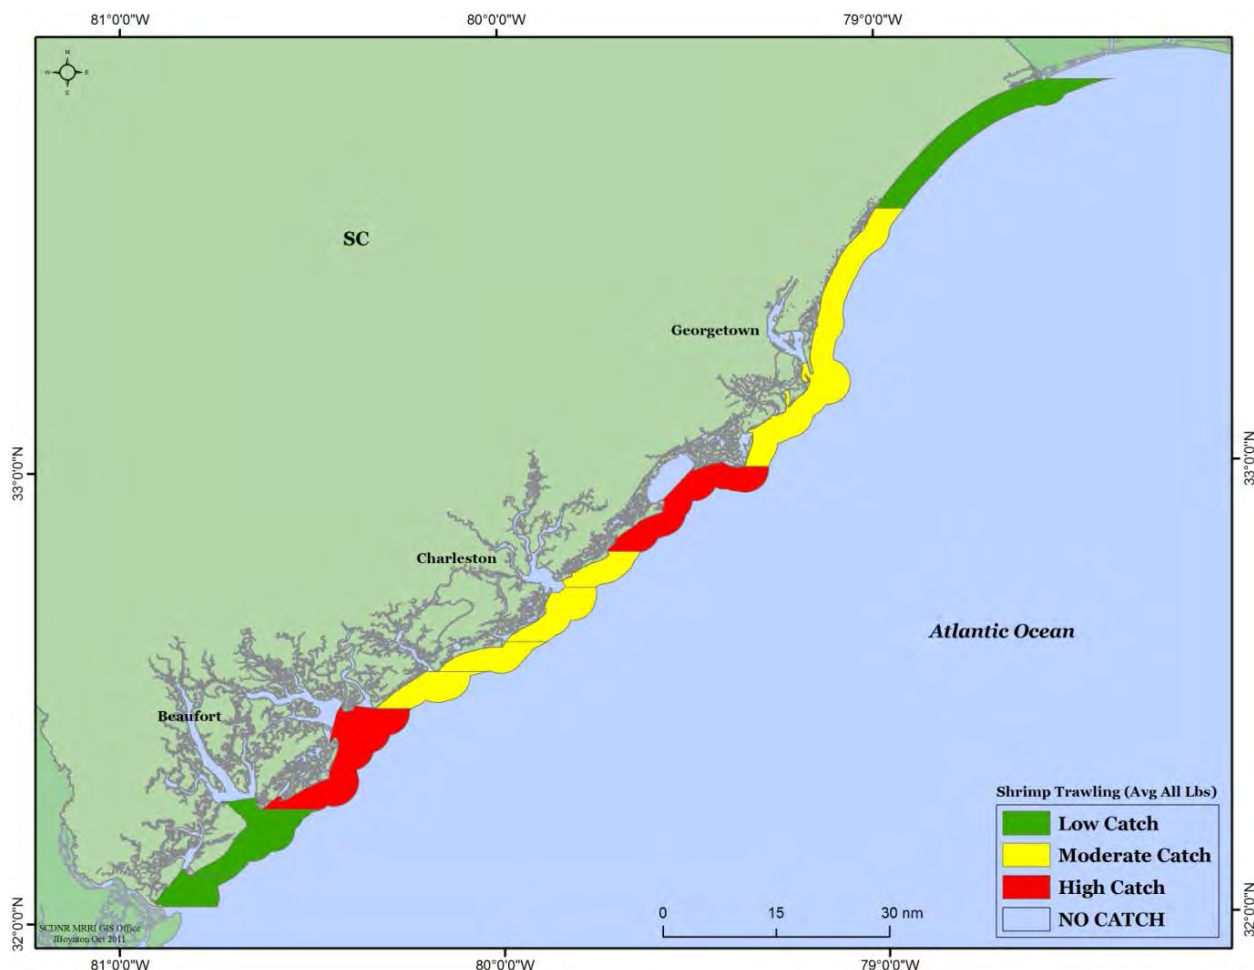 81°0'0"W
80°0'0"W
79°0'0"W
N
W
E
S
SC
Georgetown
33°0'0"N
33°0'0"N
Charleston
Atlantic Ocean
Beaufort
Shrimp Trawling (Avg All Lbs)
Low Catch
Moderate Catch
High Catch
NO CATCH
0
15
30 nm
32°0'0"N
32°0'0"N
SCDNR MRRI GIS Office
JBoynton Oct 2011
81°0'0"W
80°0'0"W
79°0'0"W